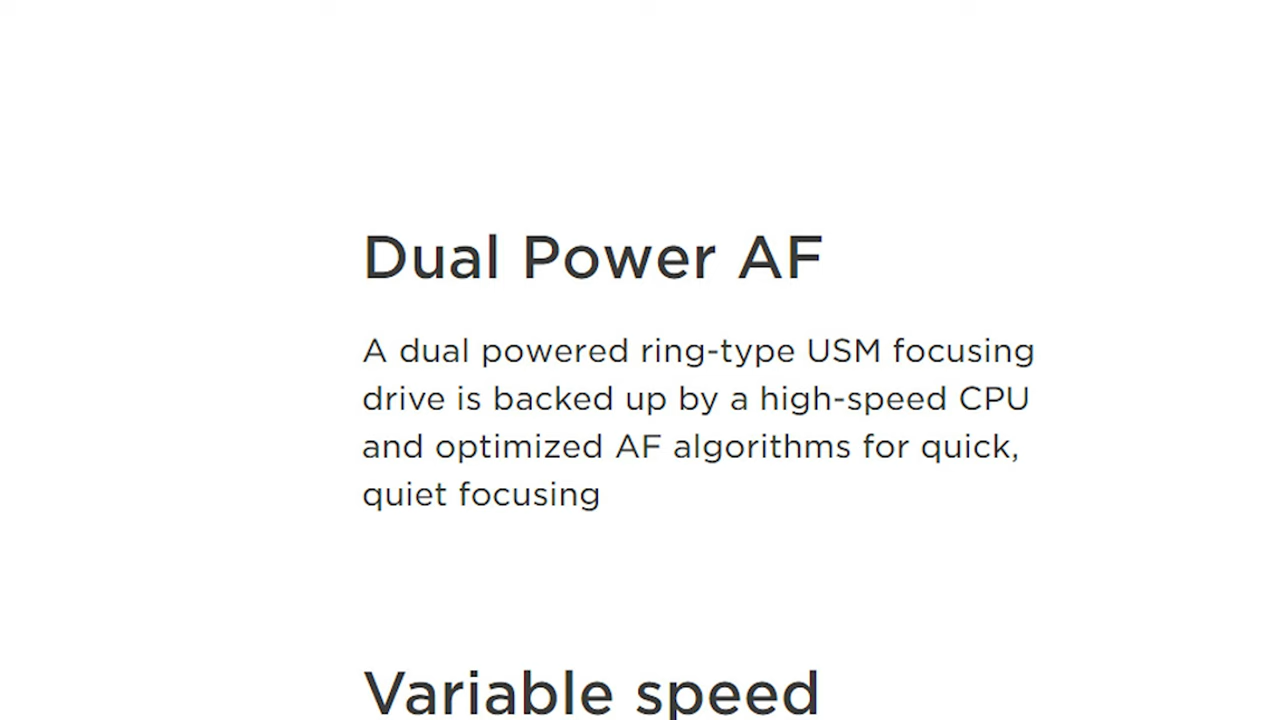 Dual Power AF
A dual powered ring-type USM focusing
drive is backed up by a high-speed CPU
and optimized AF algorithms for quick,
quiet focusing
Variable speed